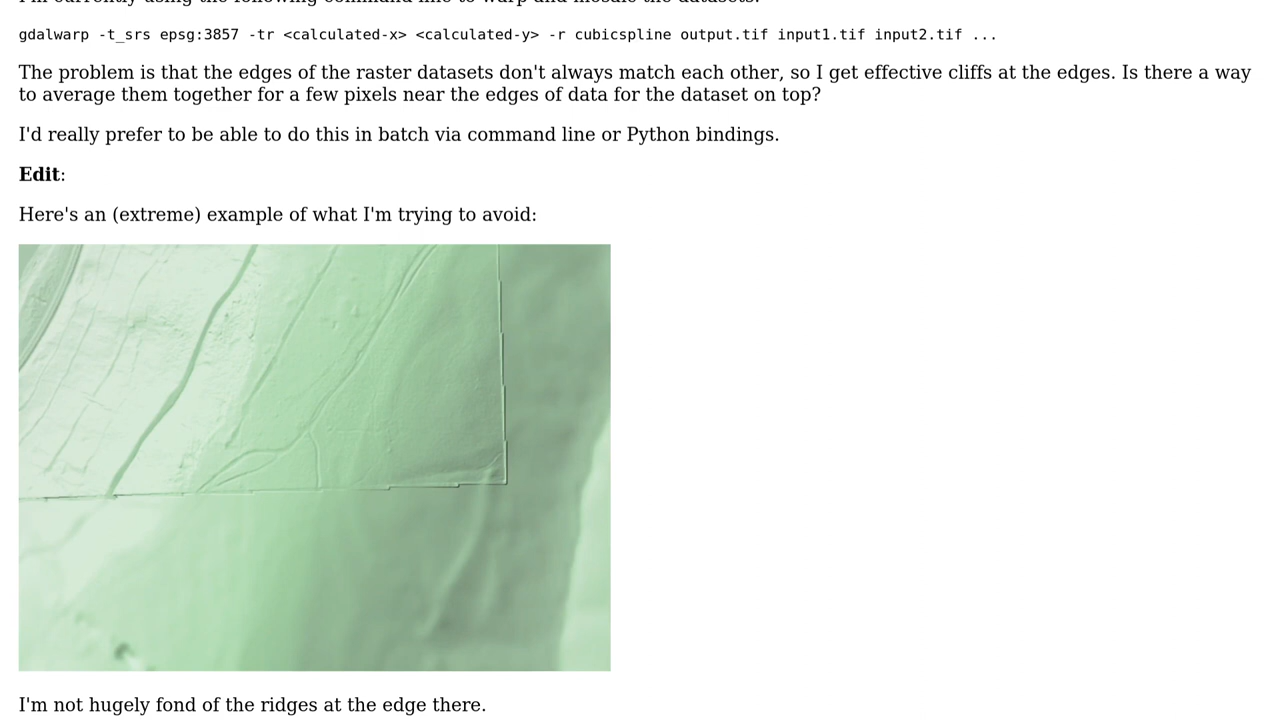 gdalwarp -t_srs epsg:3857 -tr <calculated-x> <calculated-y> -r cubicspline output.tif input1.tif input2.tif ...
The problem is that the edges of the raster datasets don't always match each other, so I get effective cliffs at the edges. Is there a way
to average them together for a few pixels near the edges of data for the dataset on top?
I'd really prefer to be able to do this in batch via command line or Python bindings.
Edit:
Here's an (extreme) example of what I'm trying to avoid:
I'm not hugely fond of the ridges at the edge there.